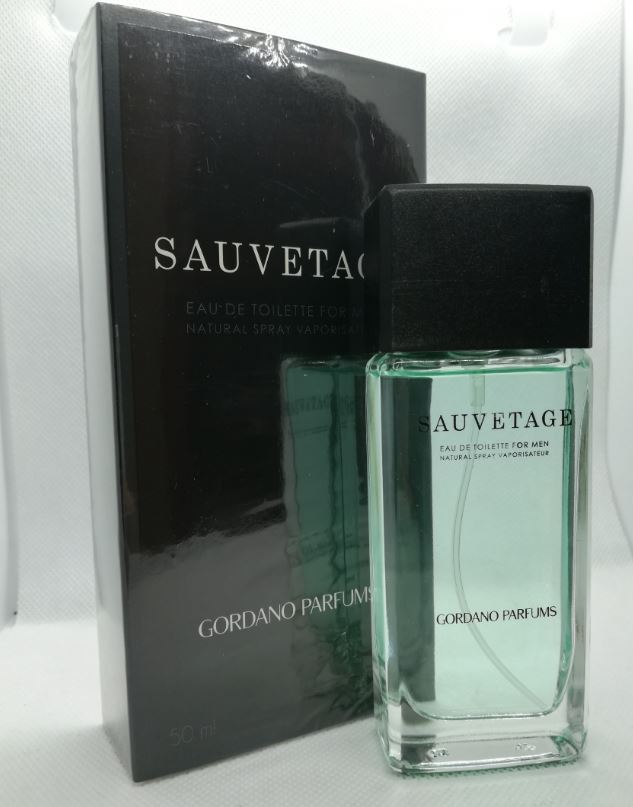 SAUVETAG
EAU DE TOILETTE FOR M
NATURAL SPRAY VAPORISAT
GORDANO PARFUMS
50 ml
SAUVETAGE
EAU DE TOILETTE FOR MEN
NATURAL SPRAY VAPORISATEUR
GORDANO PARFUMS